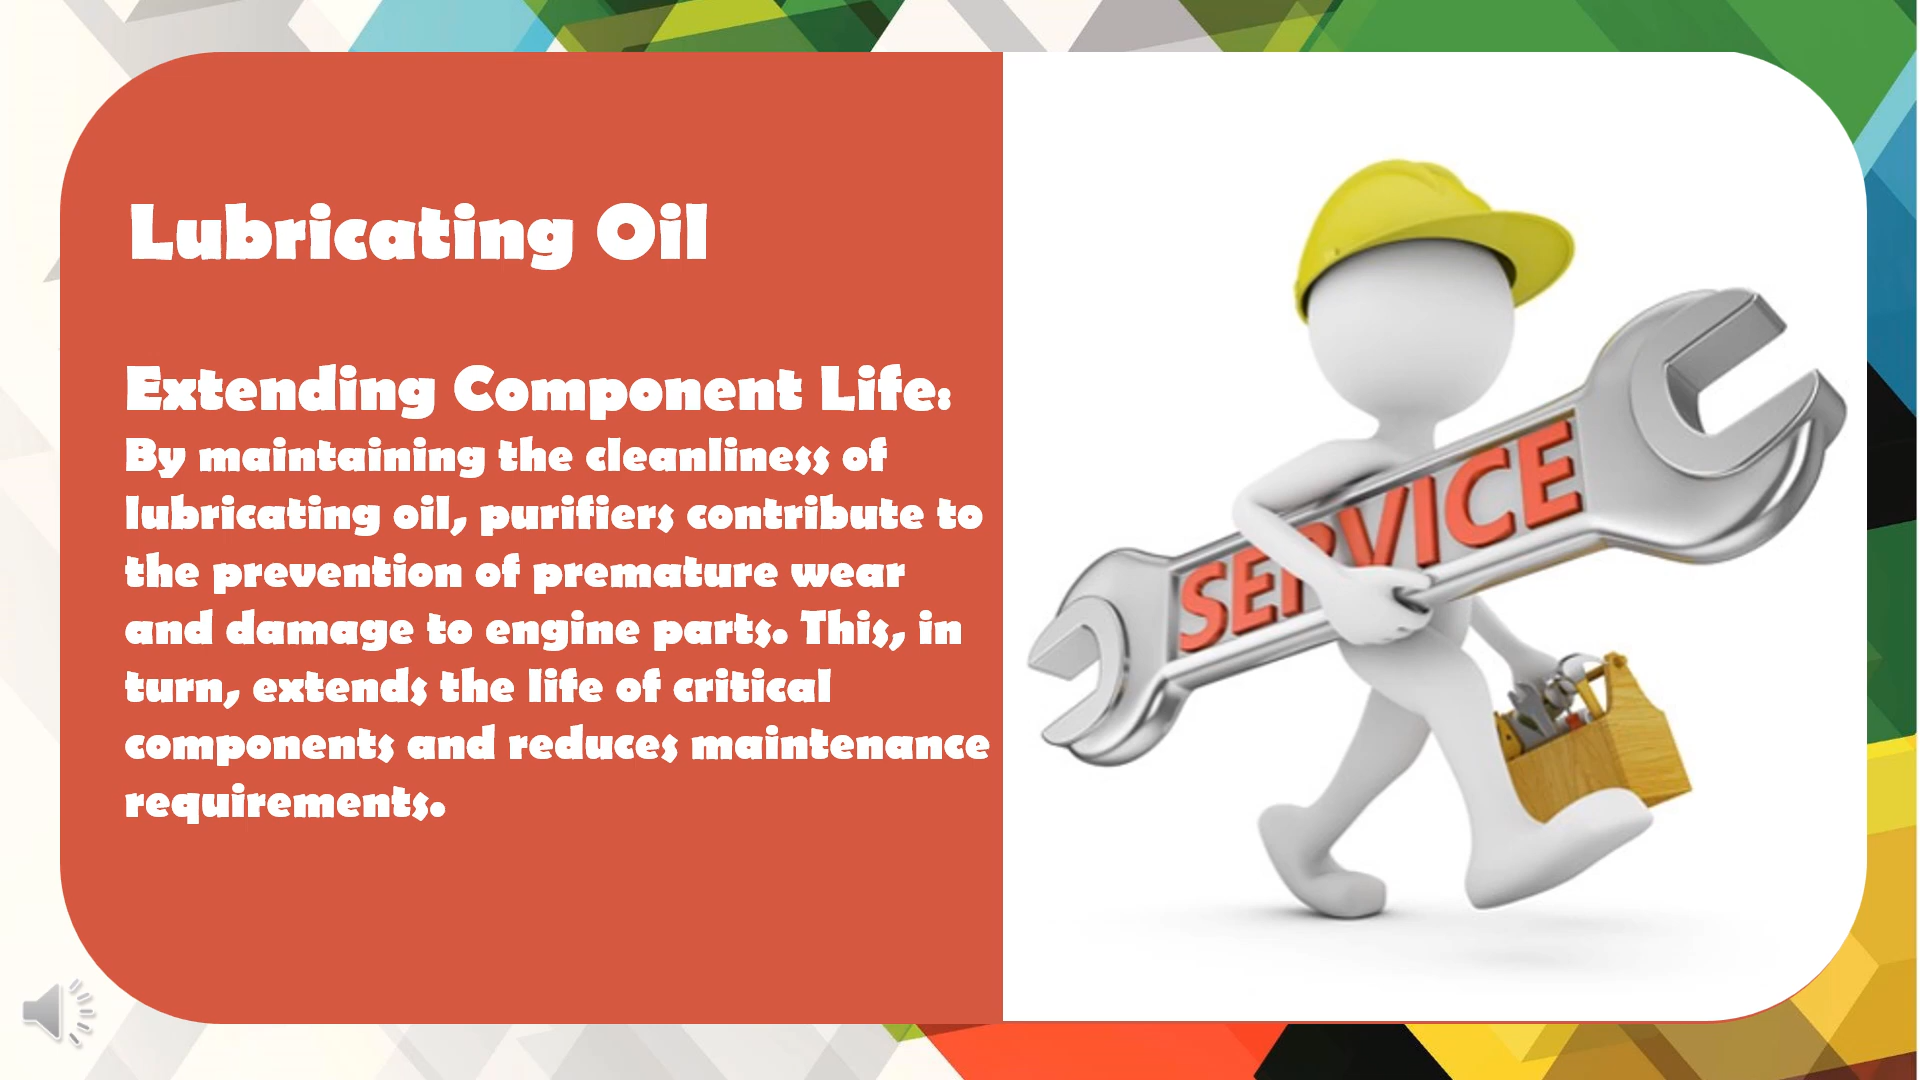 Lubricating Oil
Extending Component Life:
By maintaining the cleanliness of
lubricating oil, purifiers contribute to
the prevention of premature wear
and damage to engine parts. This, in
turn, extends the life of critical
components and reduces maintenance
requirements.
SERVICE